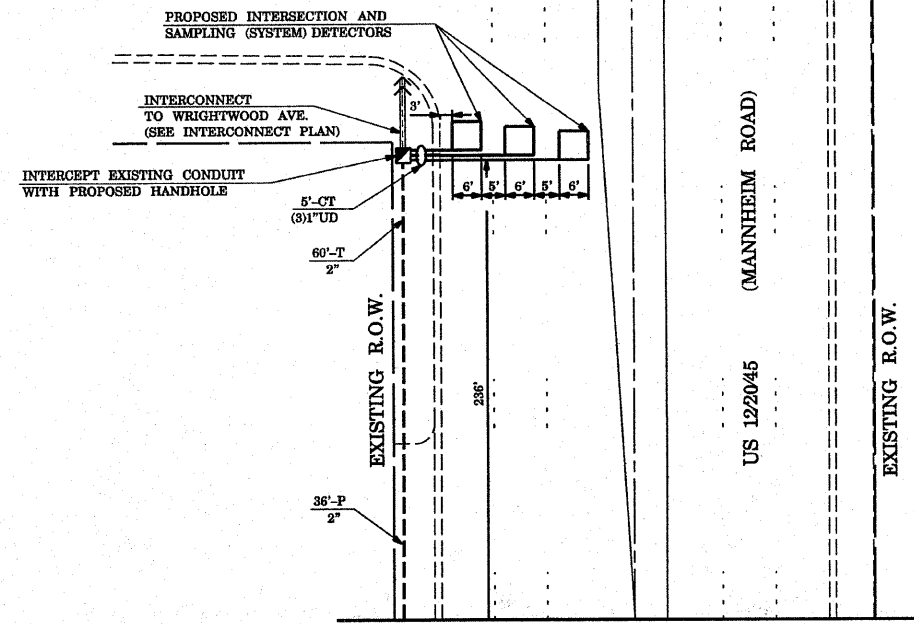 PROPOSED INTERSECTION AND
SAMPLING (SYSTEM) DETECTORS
INTERCONNECT
TO WRIGHTWOOD AVE.
(SEE INTERCONNECT PLAN)
3'
INTERCEPT EXISTING CONDUIT
WITH PROPOSED HANDHOLE
6' 5' 6' 5' 6'
5'-CT
(3)1"UD
60'-T
2"
EXISTING R.O.W.
236'
36'-P
2"
US 12/20/45 (MANNHEIM ROAD)
EXISTING R.O.W.